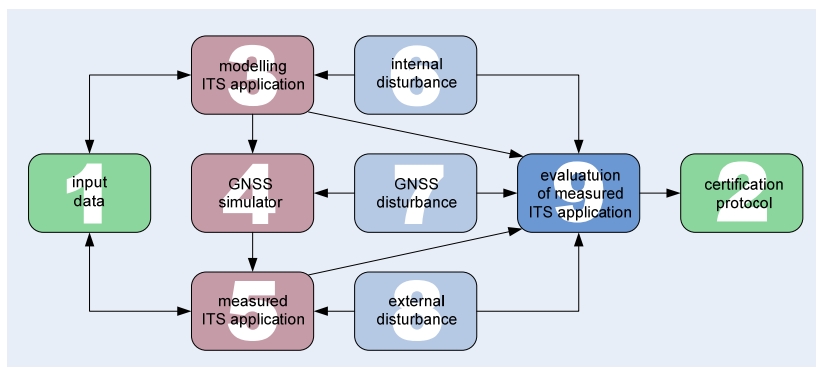 3
modelling
ITS application
6
internal
disturbance
1
input
data
4
GNSS
simulator
7
GNSS
disturbance
9
evaluatuion
of measured
ITS application
2
certification
protocol
5
measured
ITS application
8
external
disturbance